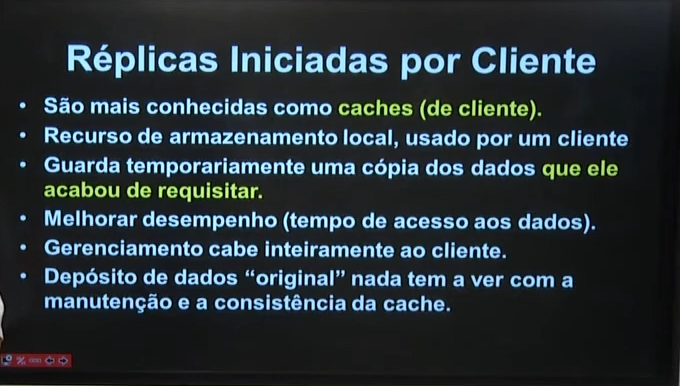 Réplicas Iniciadas por Cliente
• São mais conhecidas como caches (de cliente).
• Recurso de armazenamento local, usado por um cliente
• Guarda temporariamente uma cópia dos dados que ele
acabou de requisitar.
• Melhorar desempenho (tempo de acesso aos dados).
• Gerenciamento cabe inteiramente ao cliente.
• Depósito de dados “original” nada tem a ver com a
manutenção e a consistência da cache.